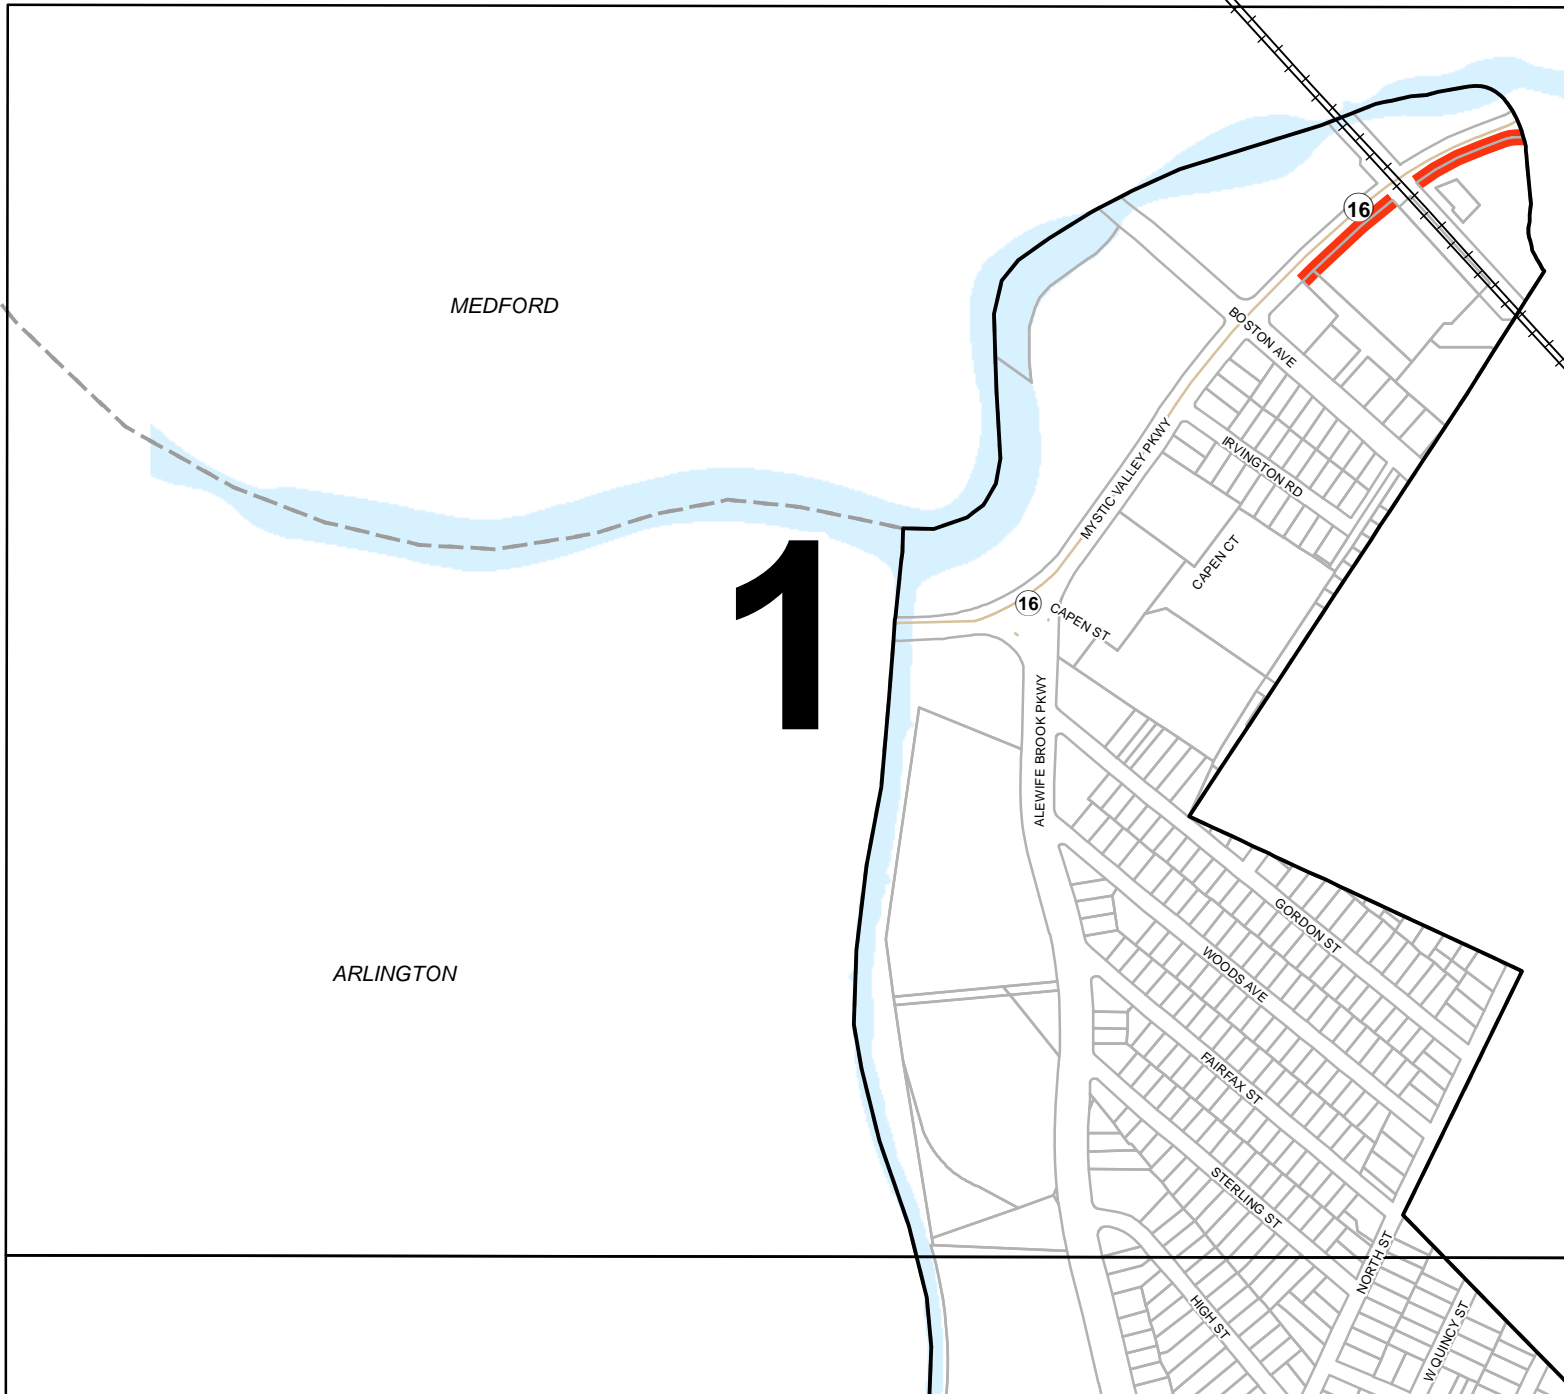 16
MEDFORD
BOSTON AVE
MYSTIC VALLEY PKWY
IRVINGTON RD
1
CAPEN CT
16
CAPEN ST
ALEWIFE BROOK PKWY
GORDON ST
ARLINGTON
WOODS AVE
FAIRFAX ST
STERLING ST
NORTH ST
HIGH ST
W QUINCY ST